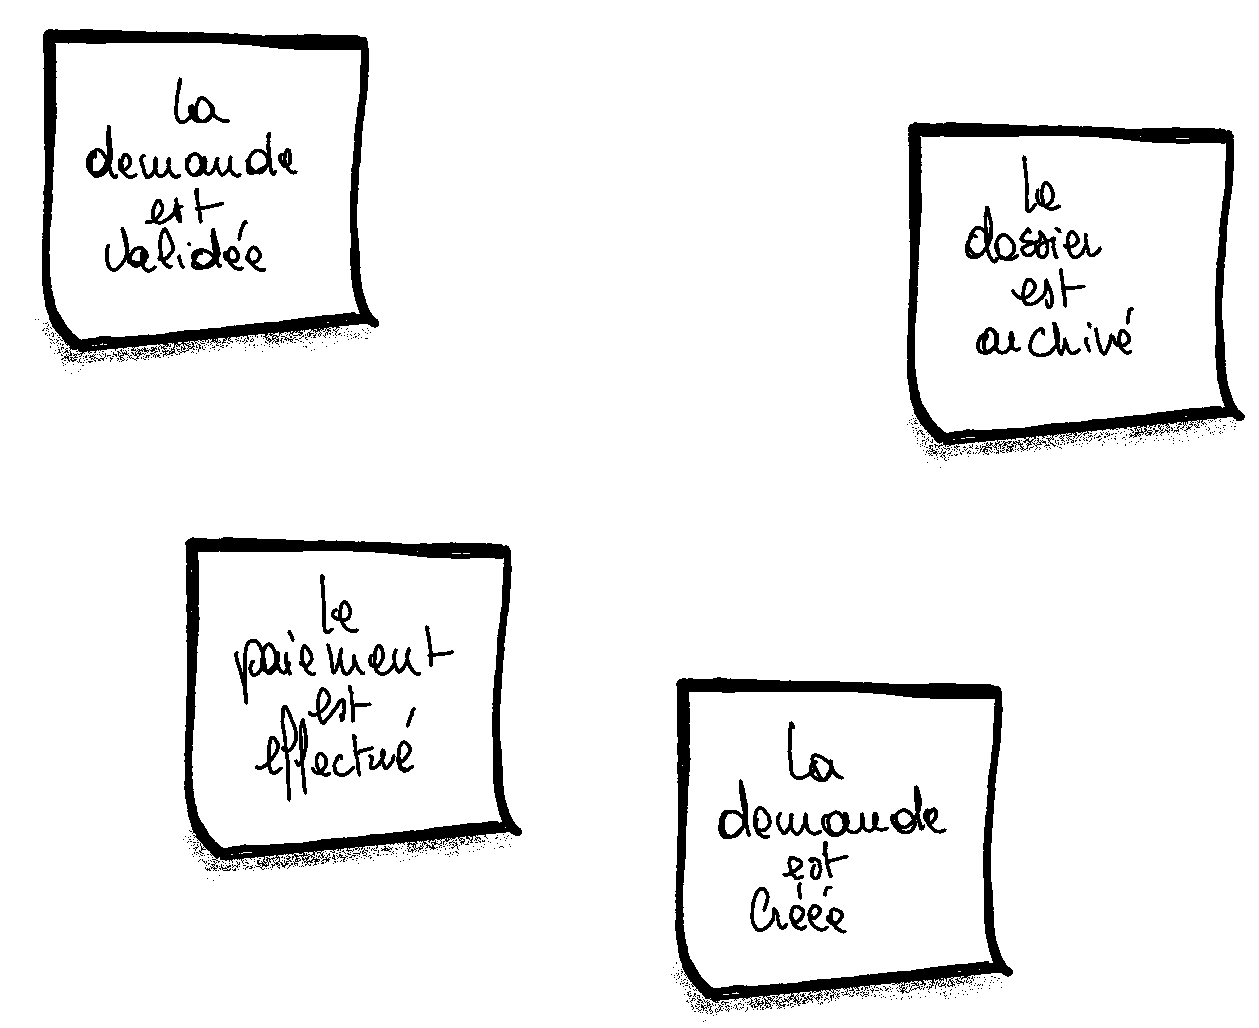 La
demande
est
validée
Le
dossier
est
archivé
Le
paiement
est
effectué
La
demande
est
créée